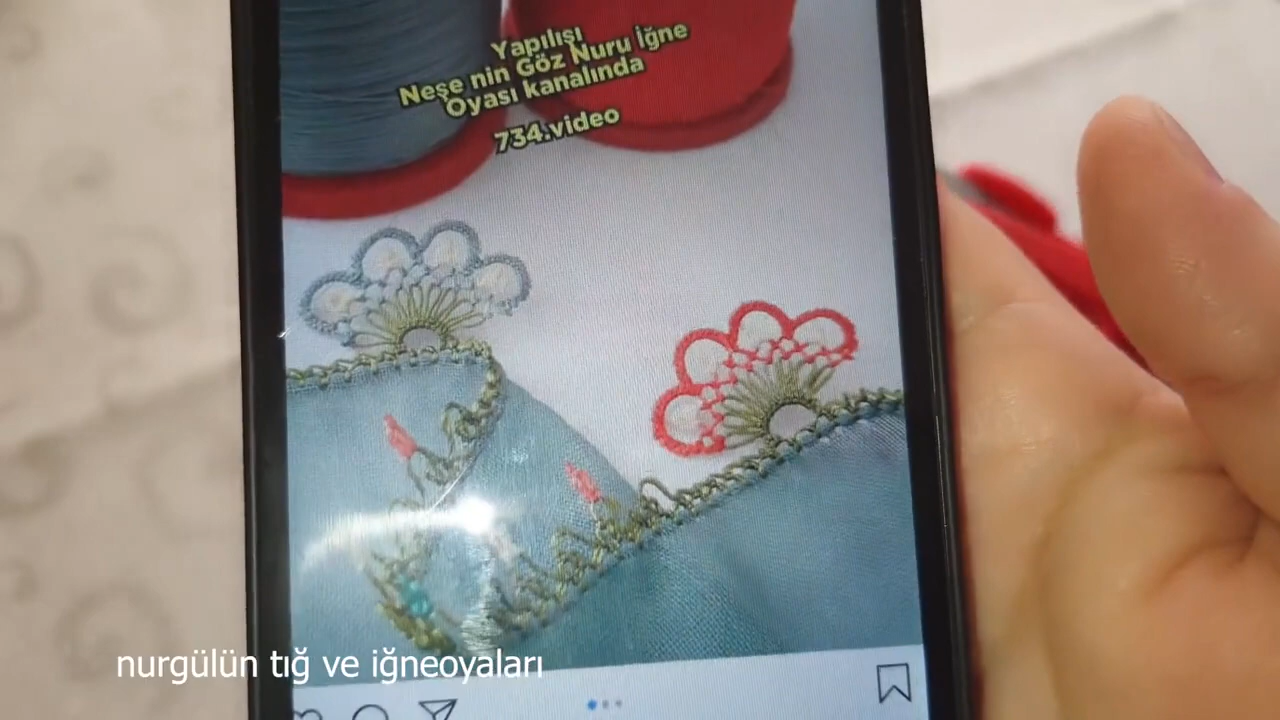 Yapılışı
Neşe nin Göz Nuru İğne
Oyası kanalında
734.video
nurgülün tığ ve iğneoyaları